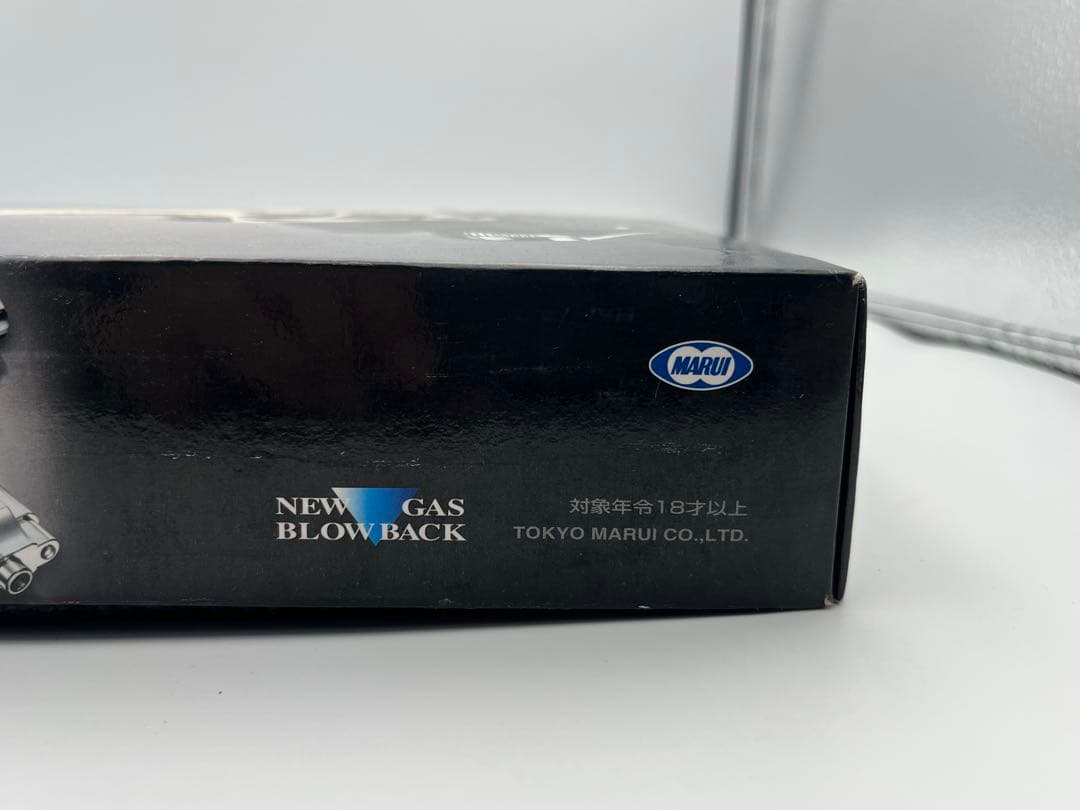 MARUI
NEW GAS
BLOW BACK
対象年令18才以上
TOKYO MARUI CO.,LTD.